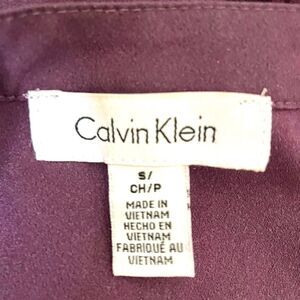 Calvin Klein
S/
CH/P
MADE IN
VIETNAM
HECHO EN
VIETNAM
FABRIQUÉ AU
VIETNAM